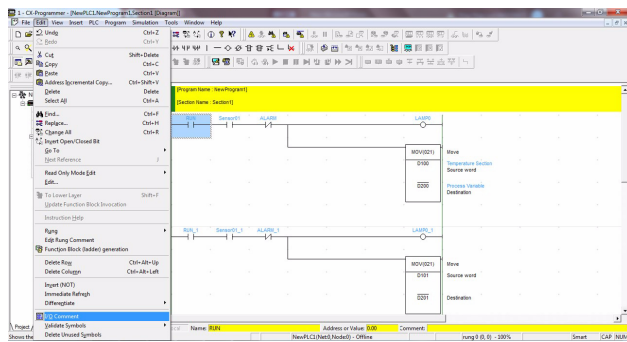 1 - CX-Programmer - [NewPLC1.NewProgram1.Section1 [Diagram]]
File Edit View Insert PLC Program Simulation Tools Window Help
Undo Ctrl+Z
Redo Ctrl+Y
Cut Shift+Delete
Copy Ctrl+C
Paste Ctrl+V
Address Incremental Copy... Ctrl+Shift+V
Delete Delete
Select All Ctrl+A
Find... Ctrl+F
Replace... Ctrl+H
Change All Ctrl+R
Invert Open/Closed Bit
Go To
Next Reference J
Read Only Mode Edit
Edit...
To Lower Layer Shift+F
Update Function Block Invocation
Instruction Help
Rung
Edit Rung Comment
Function Block (ladder) generation
Delete Row Ctrl+Alt+Up
Delete Column Ctrl+Alt+Left
Insert (NOT)
Immediate Refresh
Differentiate
I/O Comment
Validate Symbols
Delete Unused Symbols
[Program Name : NewProgram1]
[Section Name : Section1]
RUN Sensor01 ALARM LAMP0
MOV(021) Move
D100 Temperature Section
Source word
D200 Process Variable
Destination
RUN_1 Sensor01_1 ALARM_1 LAMP0_1
MOV(021) Move
D101 Source word
D201 Destination
Project
Name: RUN Address or Value: 0.00 Comment:
Shows the
NewPLC1(Net:0,Node:0) - Offline rung 0 (0, 0) - 100% Smart CAP NUM